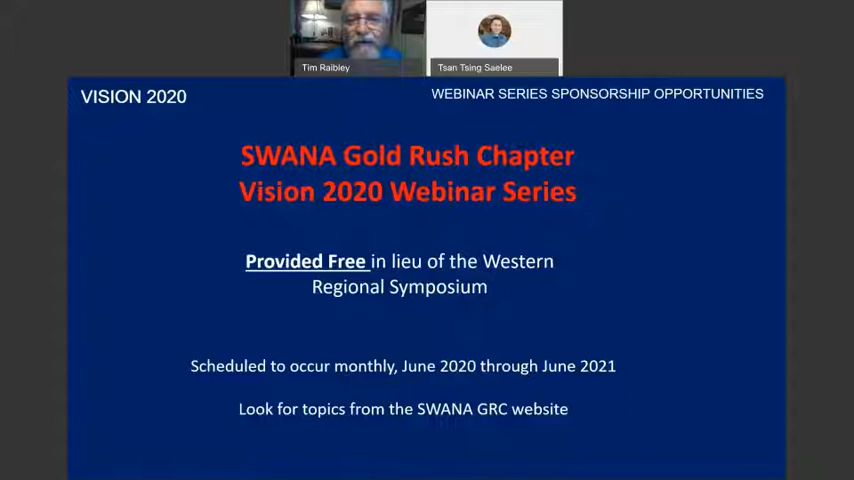 Tim Raibley
Tsan Tsing Saelee
VISION 2020
WEBINAR SERIES SPONSORSHIP OPPORTUNITIES
SWANA Gold Rush Chapter
Vision 2020 Webinar Series
Provided Free in lieu of the Western
Regional Symposium
Scheduled to occur monthly, June 2020 through June 2021
Look for topics from the SWANA GRC website